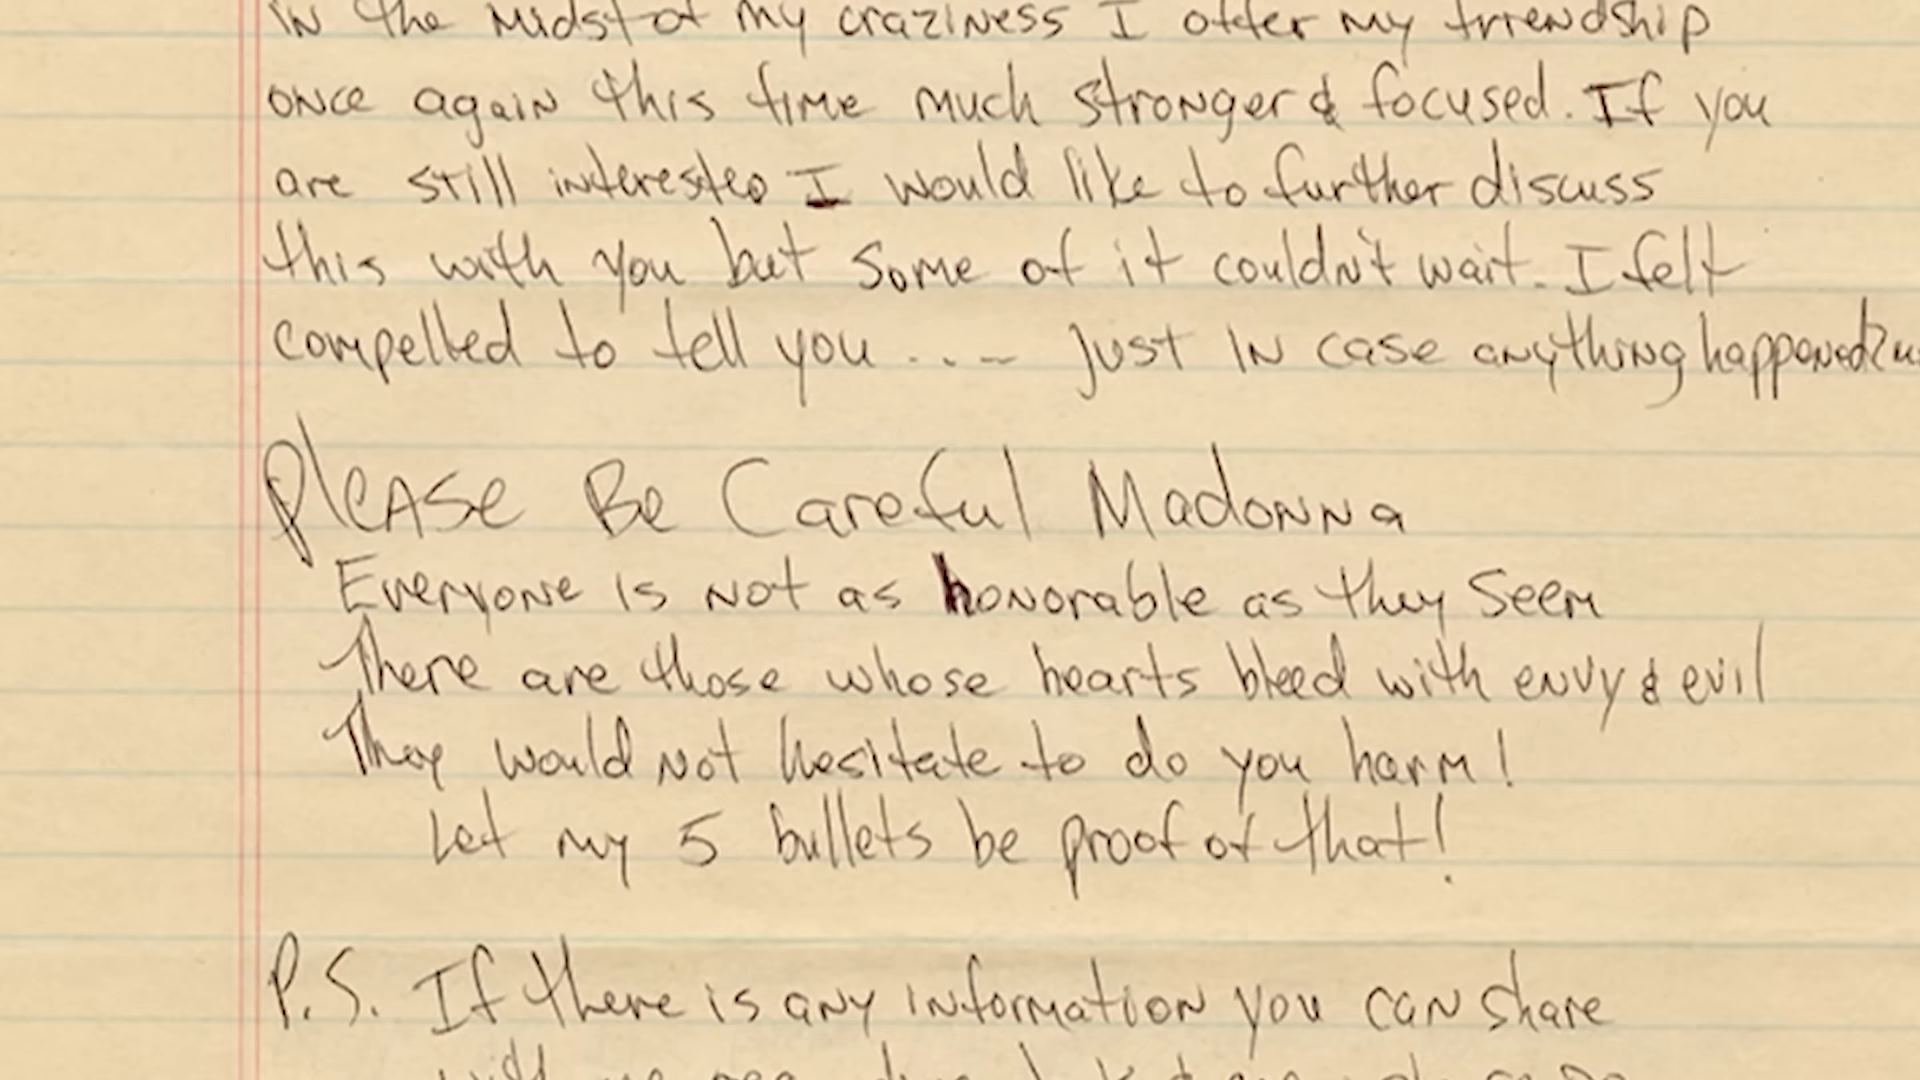 in the midst of my craziness I offer my friendship
once again this time much stronger & focused. If you
are still interested I would like to further discuss
this with you but some of it couldn't wait. I felt
compelled to tell you .... just in case anything happened 2
Please Be Careful Madonna
Everyone is not as honorable as they seem
There are those whose hearts bleed with envy & evil
They would not hesitate to do you harm!
Let my 5 bullets be proof of that!
P.S. If there is any information you can share